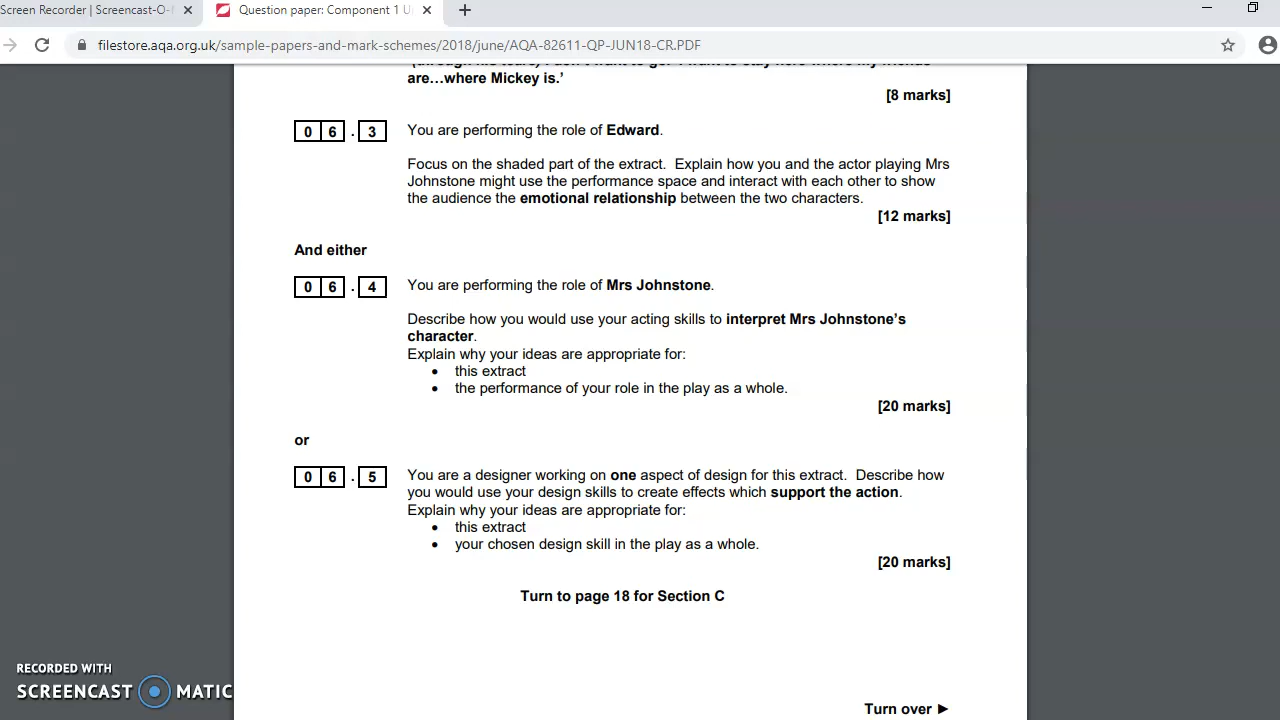 Screen Recorder | Screencast-O-
Question paper: Component 1 U
filestore.aqa.org.uk/sample-papers-and-mark-schemes/2018/june/AQA-82611-QP-JUN18-CR.PDF
are…where Mickey is.’
[8 marks]
0 6 . 3 You are performing the role of Edward.
Focus on the shaded part of the extract. Explain how you and the actor playing Mrs
Johnstone might use the performance space and interact with each other to show
the audience the emotional relationship between the two characters.
[12 marks]
And either
0 6 . 4 You are performing the role of Mrs Johnstone.
Describe how you would use your acting skills to interpret Mrs Johnstone’s
character.
Explain why your ideas are appropriate for:
• this extract
• the performance of your role in the play as a whole.
[20 marks]
or
0 6 . 5 You are a designer working on one aspect of design for this extract. Describe how
you would use your design skills to create effects which support the action.
Explain why your ideas are appropriate for:
• this extract
• your chosen design skill in the play as a whole.
[20 marks]
Turn to page 18 for Section C
RECORDED WITH
SCREENCAST MATIC
Turn over ►